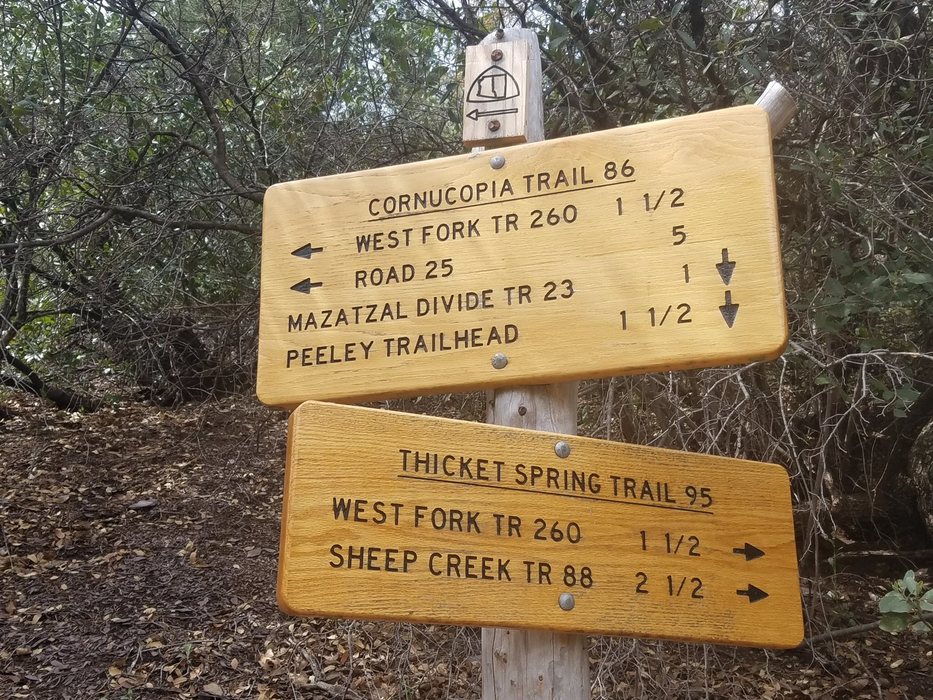 CORNUCOPIA TRAIL 86
WEST FORK TR 260 1 1/2
ROAD 25 5
MAZATZAL DIVIDE TR 23 1
PEELEY TRAILHEAD 1 1/2
THICKET SPRING TRAIL 95
WEST FORK TR 260 1 1/2
SHEEP CREEK TR 88 2 1/2